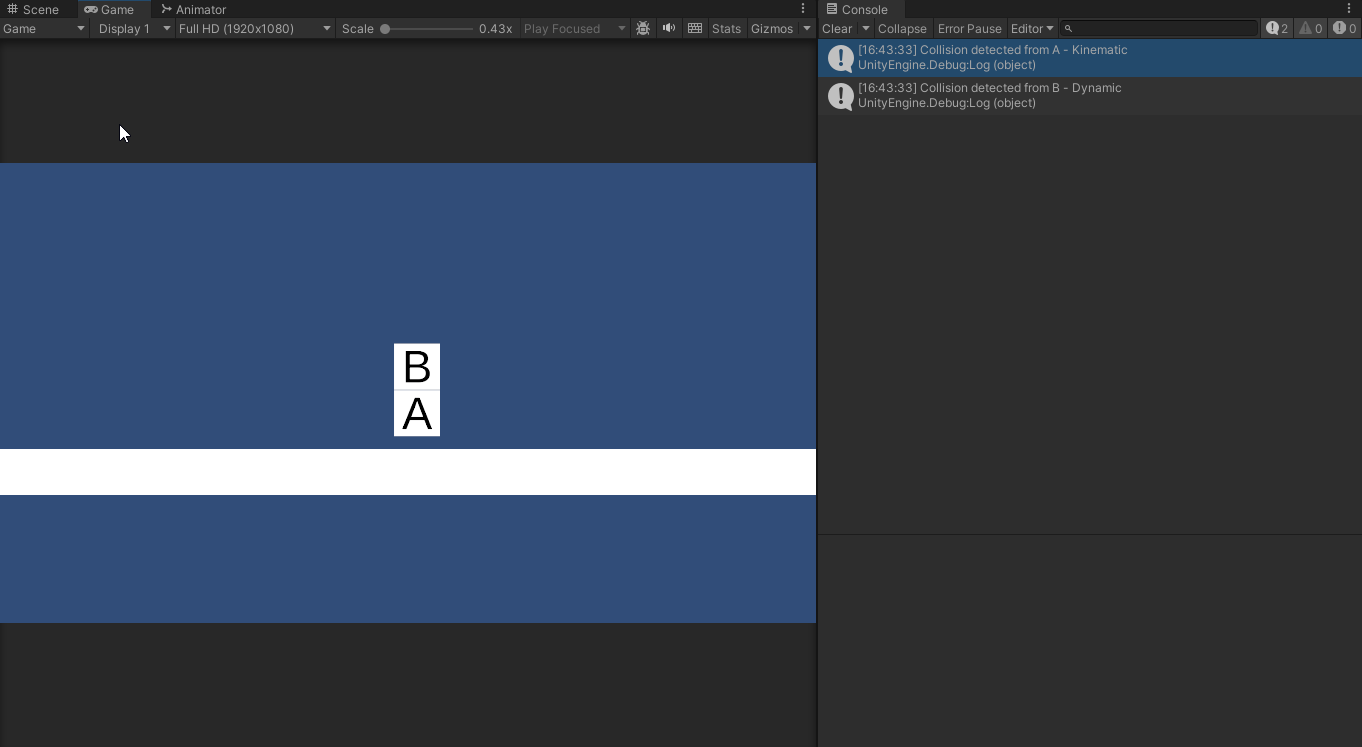 Scene Game Animator
Game Display 1 Full HD (1920x1080) Scale 0.43x Play Focused Stats Gizmos
B
A
Console
Clear Collapse Error Pause Editor 2 0 0
[16:43:33] Collision detected from A - Kinematic
UnityEngine.Debug:Log (object)
[16:43:33] Collision detected from B - Dynamic
UnityEngine.Debug:Log (object)